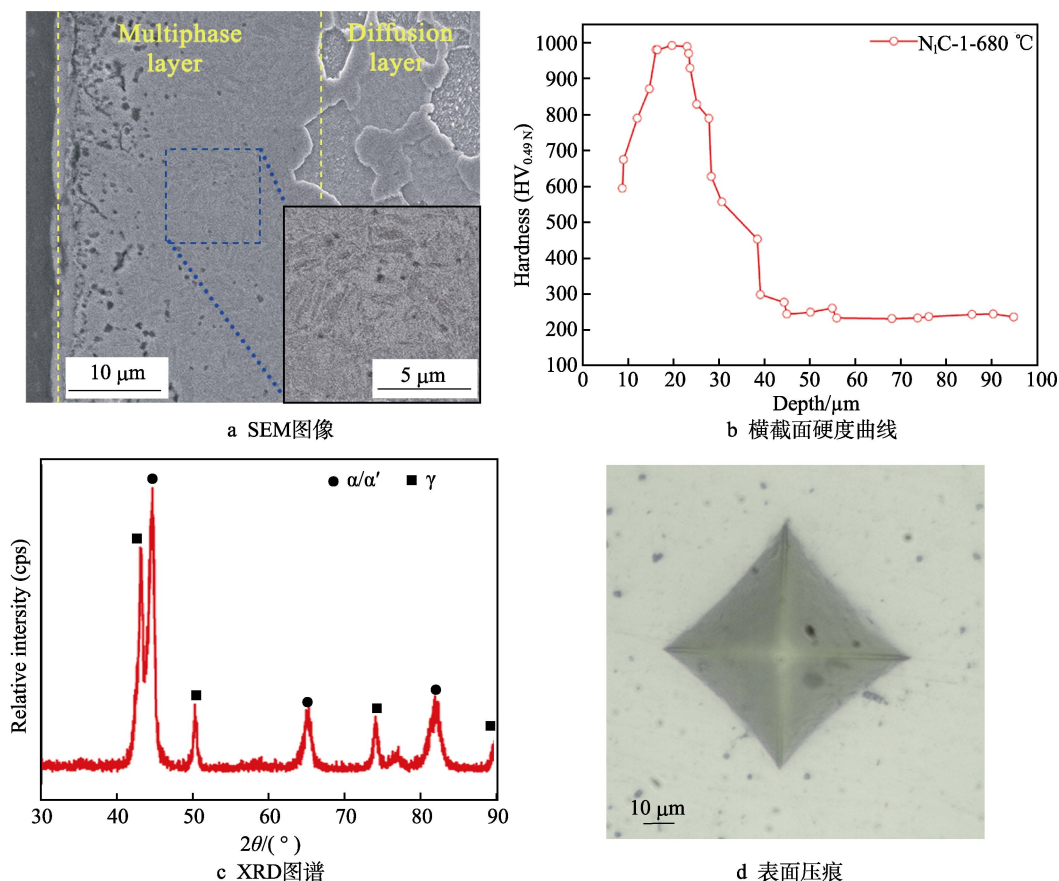 Multiphase
layer
Diffusion
layer
10 μm
5 μm
a SEM图像
N₁C-1-680 ℃
Hardness (HV0.49 N)
1000
900
800
700
600
500
400
300
200
100
0 10 20 30 40 50 60 70 80 90 100
Depth/μm
b 横截面硬度曲线
α/α′ γ
Relative intersity (cps)
30 40 50 60 70 80 90
2θ/( ° )
c XRD图谱
10 μm
d 表面压痕